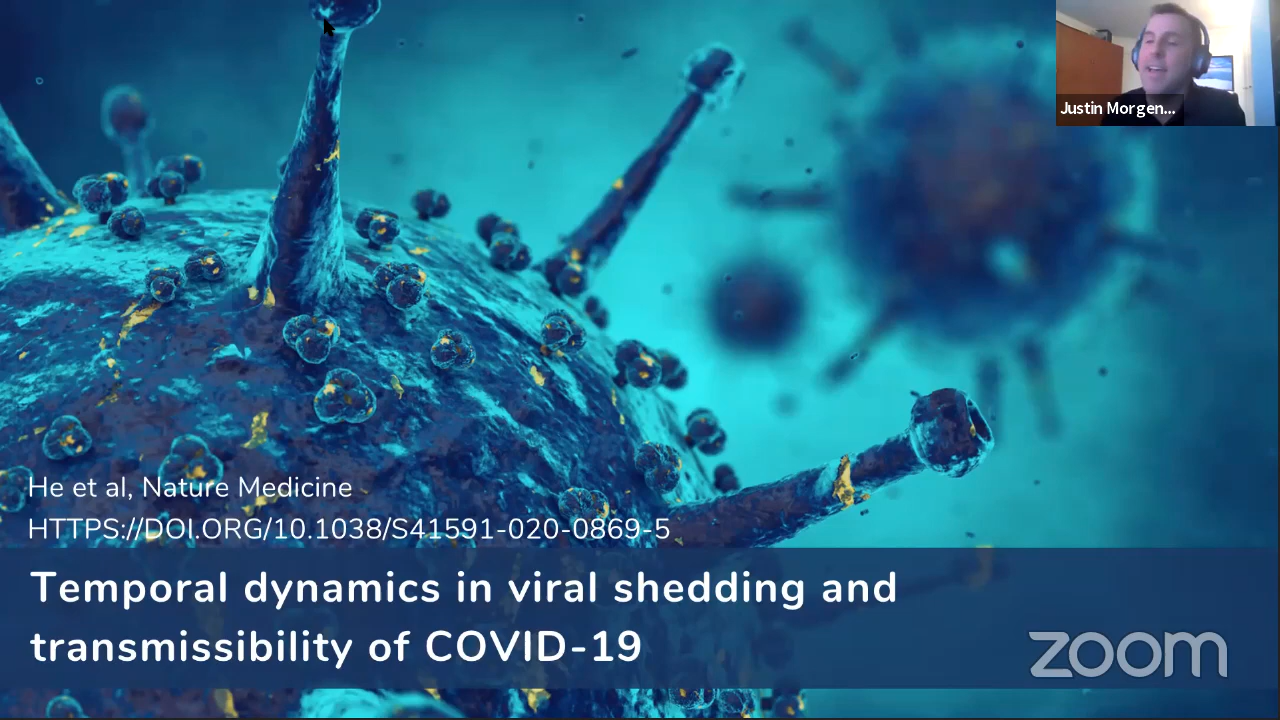 Justin Morgen...
He et al, Nature Medicine
HTTPS://DOI.ORG/10.1038/S41591-020-0869-5
Temporal dynamics in viral shedding and
transmissibility of COVID-19
zoom